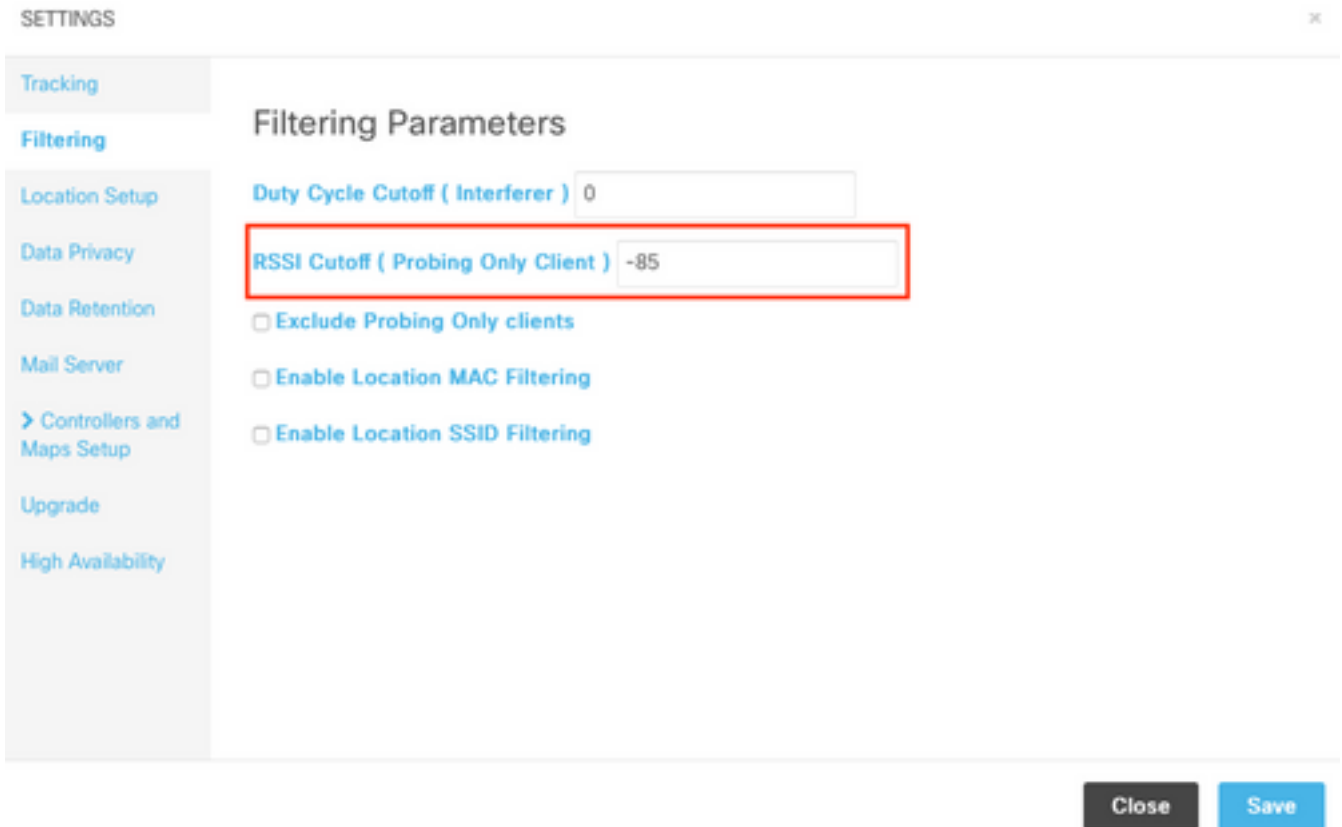 SETTINGS
×
Tracking
Filtering
Location Setup
Data Privacy
Data Retention
Mail Server
> Controllers and
Maps Setup
Upgrade
High Availability
Filtering Parameters
Duty Cycle Cutoff ( Interferer ) 0
RSSI Cutoff ( Probing Only Client ) -85
Exclude Probing Only clients
Enable Location MAC Filtering
Enable Location SSID Filtering
Close
Save